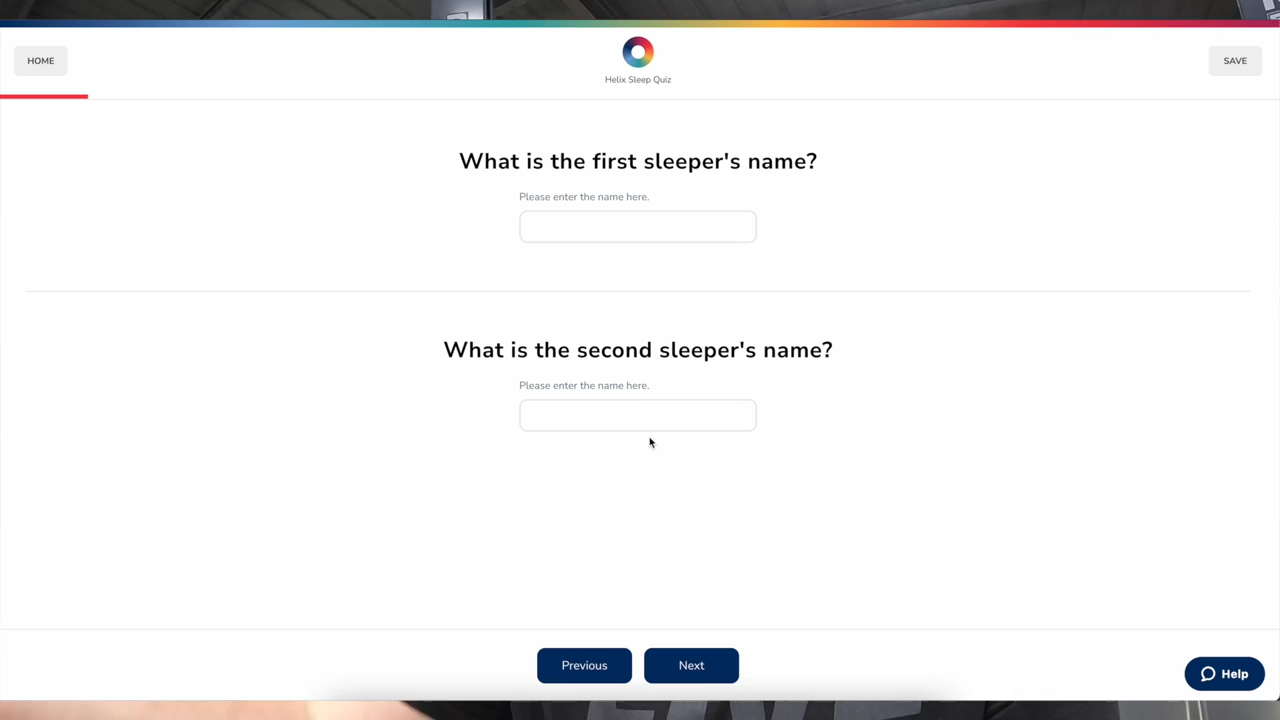 HOME
Helix Sleep Quiz
SAVE
What is the first sleeper's name?
Please enter the name here.
What is the second sleeper's name?
Please enter the name here.
Previous
Next
Help